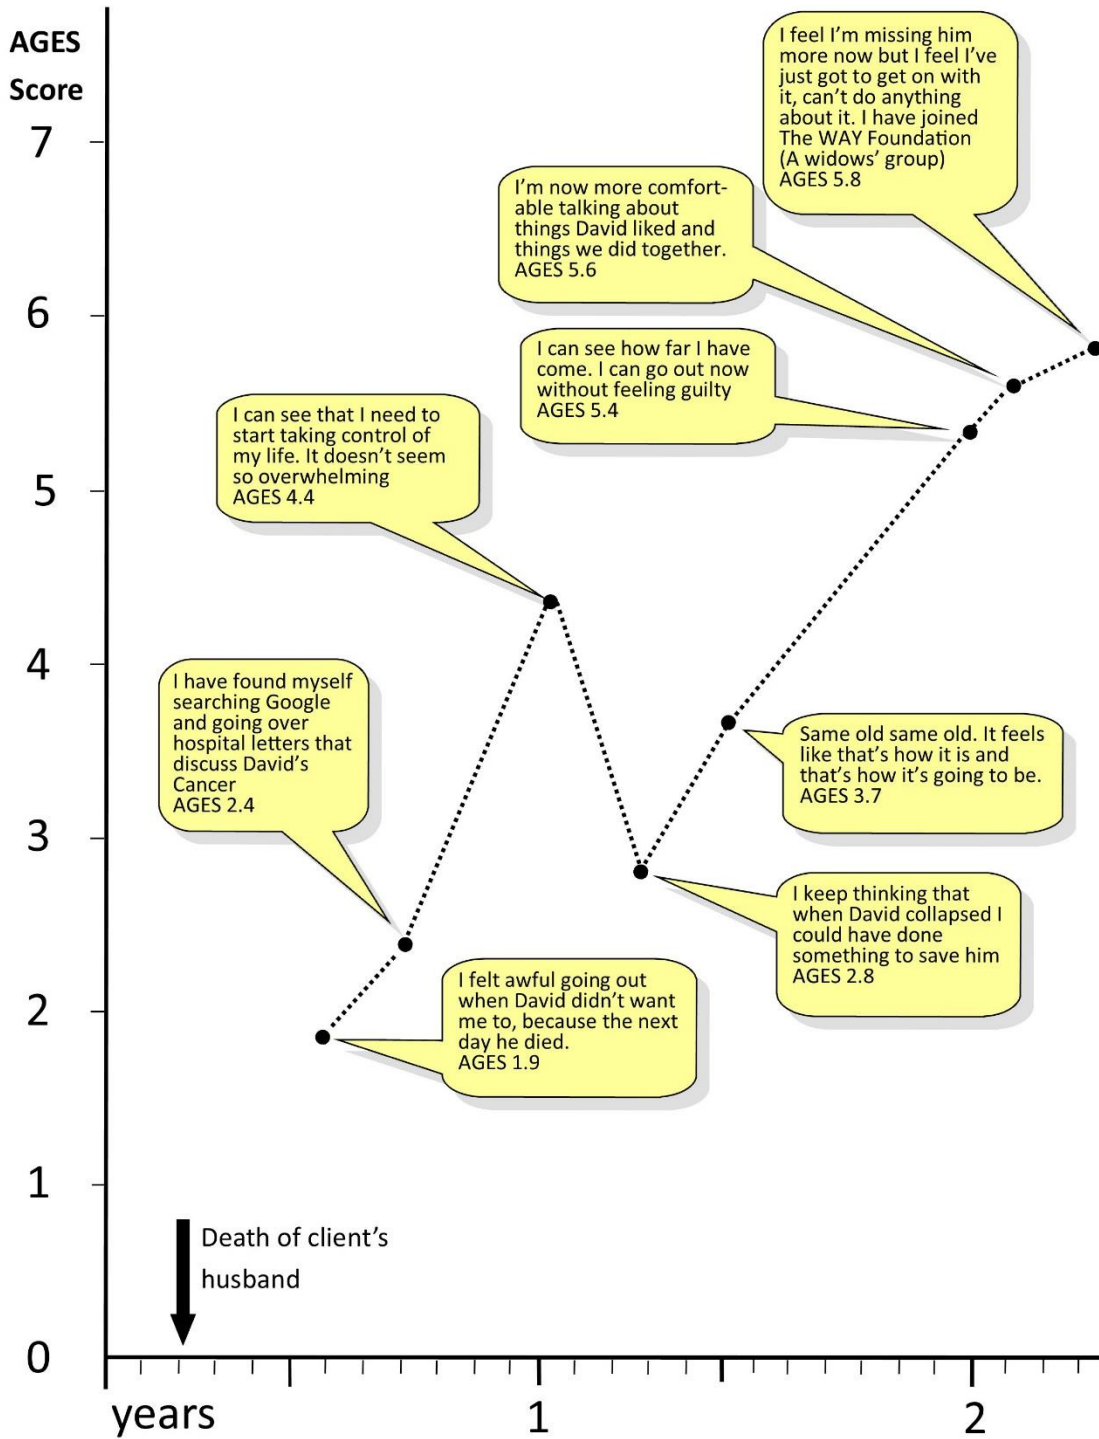 AGES
Score
7
6
5
4
3
2
1
0
I feel I'm missing him
more now but I feel I've
just got to get on with
it, can't do anything
about it. I have joined
The WAY Foundation
(A widows' group)
AGES 5.8
I'm now more comfort-
able talking about
things David liked and
things we did together.
AGES 5.6
I can see how far I have
come. I can go out now
without feeling guilty
AGES 5.4
I can see that I need to
start taking control of
my life. It doesn't seem
so overwhelming
AGES 4.4
I have found myself
searching Google
and going over
hospital letters that
discuss David's
Cancer
AGES 2.4
Same old same old. It feels
like that's how it is and
that's how it's going to be.
AGES 3.7
I keep thinking that
when David collapsed I
could have done
something to save him
AGES 2.8
I felt awful going out
when David didn't want
me to, because the next
day he died.
AGES 1.9
Death of client's
husband
years 1 2